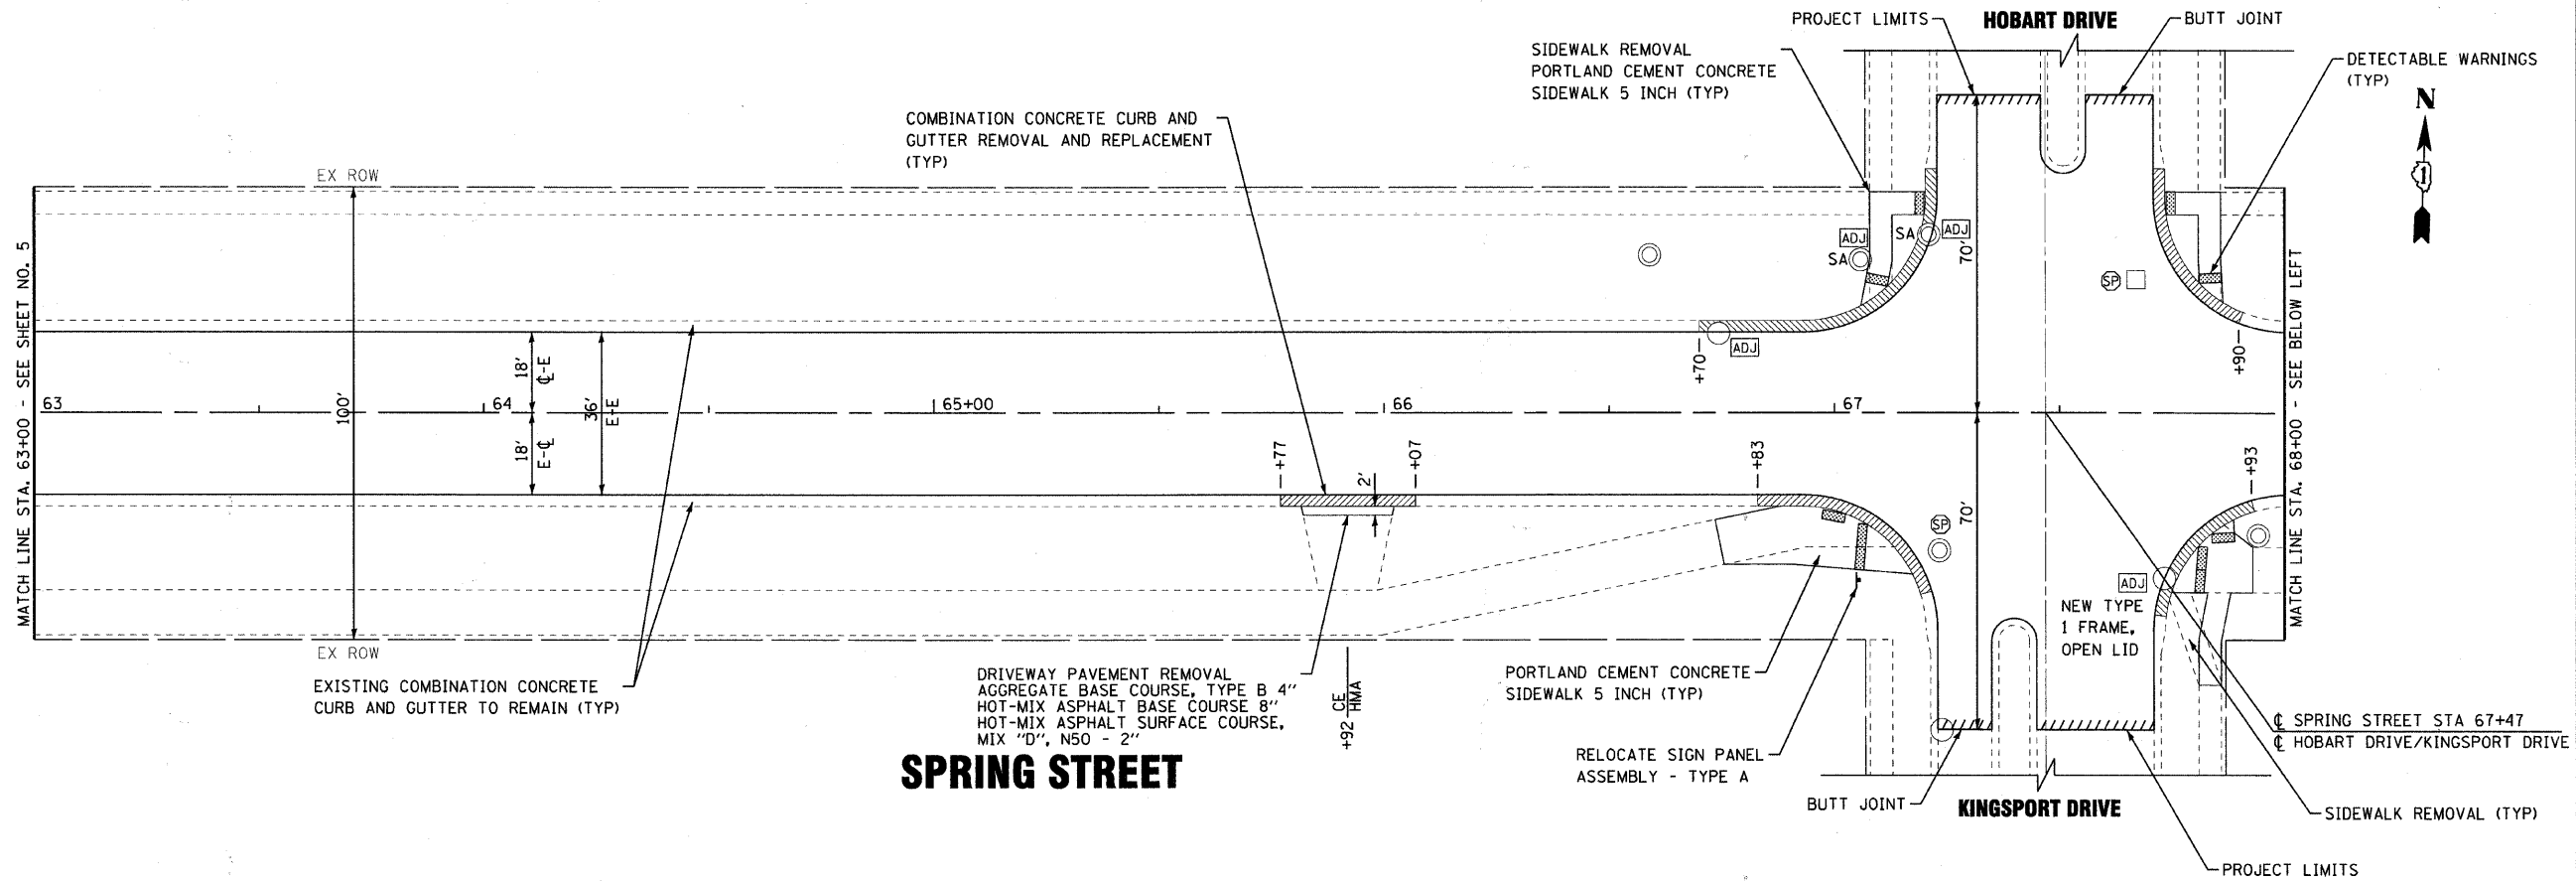 PROJECT LIMITS
HOBART DRIVE
BUTT JOINT
SIDEWALK REMOVAL
PORTLAND CEMENT CONCRETE
SIDEWALK 5 INCH (TYP)
DETECTABLE WARNINGS
(TYP)
N
1
COMBINATION CONCRETE CURB AND
GUTTER REMOVAL AND REPLACEMENT
(TYP)
EX ROW
MATCH LINE STA. 63+00 - SEE SHEET NO. 5
100'
18'
℄-E
36'
E-E
18'
E-℄
63
64
65+00
66
67
ADJ
SA
SA
ADJ
ADJ
+70
70'
SP
+90
MATCH LINE STA. 68+00 - SEE BELOW LEFT
+77
2'
+07
+83
+93
SP
70'
ADJ
NEW TYPE
1 FRAME,
OPEN LID
EX ROW
EXISTING COMBINATION CONCRETE
CURB AND GUTTER TO REMAIN (TYP)
DRIVEWAY PAVEMENT REMOVAL
AGGREGATE BASE COURSE, TYPE B 4"
HOT-MIX ASPHALT BASE COURSE 8"
HOT-MIX ASPHALT SURFACE COURSE,
MIX "D", N50 - 2"
+92 CE
HMA
PORTLAND CEMENT CONCRETE
SIDEWALK 5 INCH (TYP)
RELOCATE SIGN PANEL
ASSEMBLY - TYPE A
℄ SPRING STREET STA 67+47
℄ HOBART DRIVE/KINGSPORT DRIVE
SPRING STREET
BUTT JOINT
KINGSPORT DRIVE
SIDEWALK REMOVAL (TYP)
PROJECT LIMITS